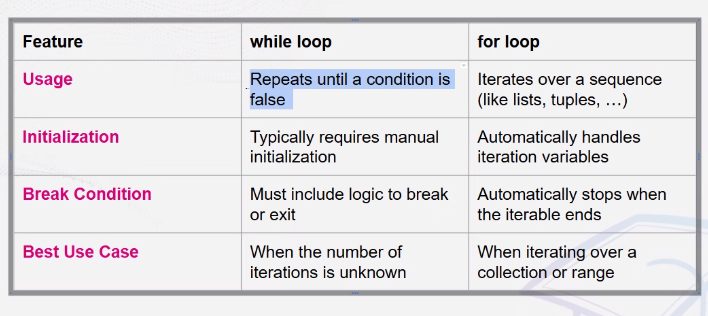 Feature
while loop
for loop
Usage
Repeats until a condition is
false
Iterates over a sequence
(like lists, tuples, …)
Initialization
Typically requires manual
initialization
Automatically handles
iteration variables
Break Condition
Must include logic to break
or exit
Automatically stops when
the iterable ends
Best Use Case
When the number of
iterations is unknown
When iterating over a
collection or range